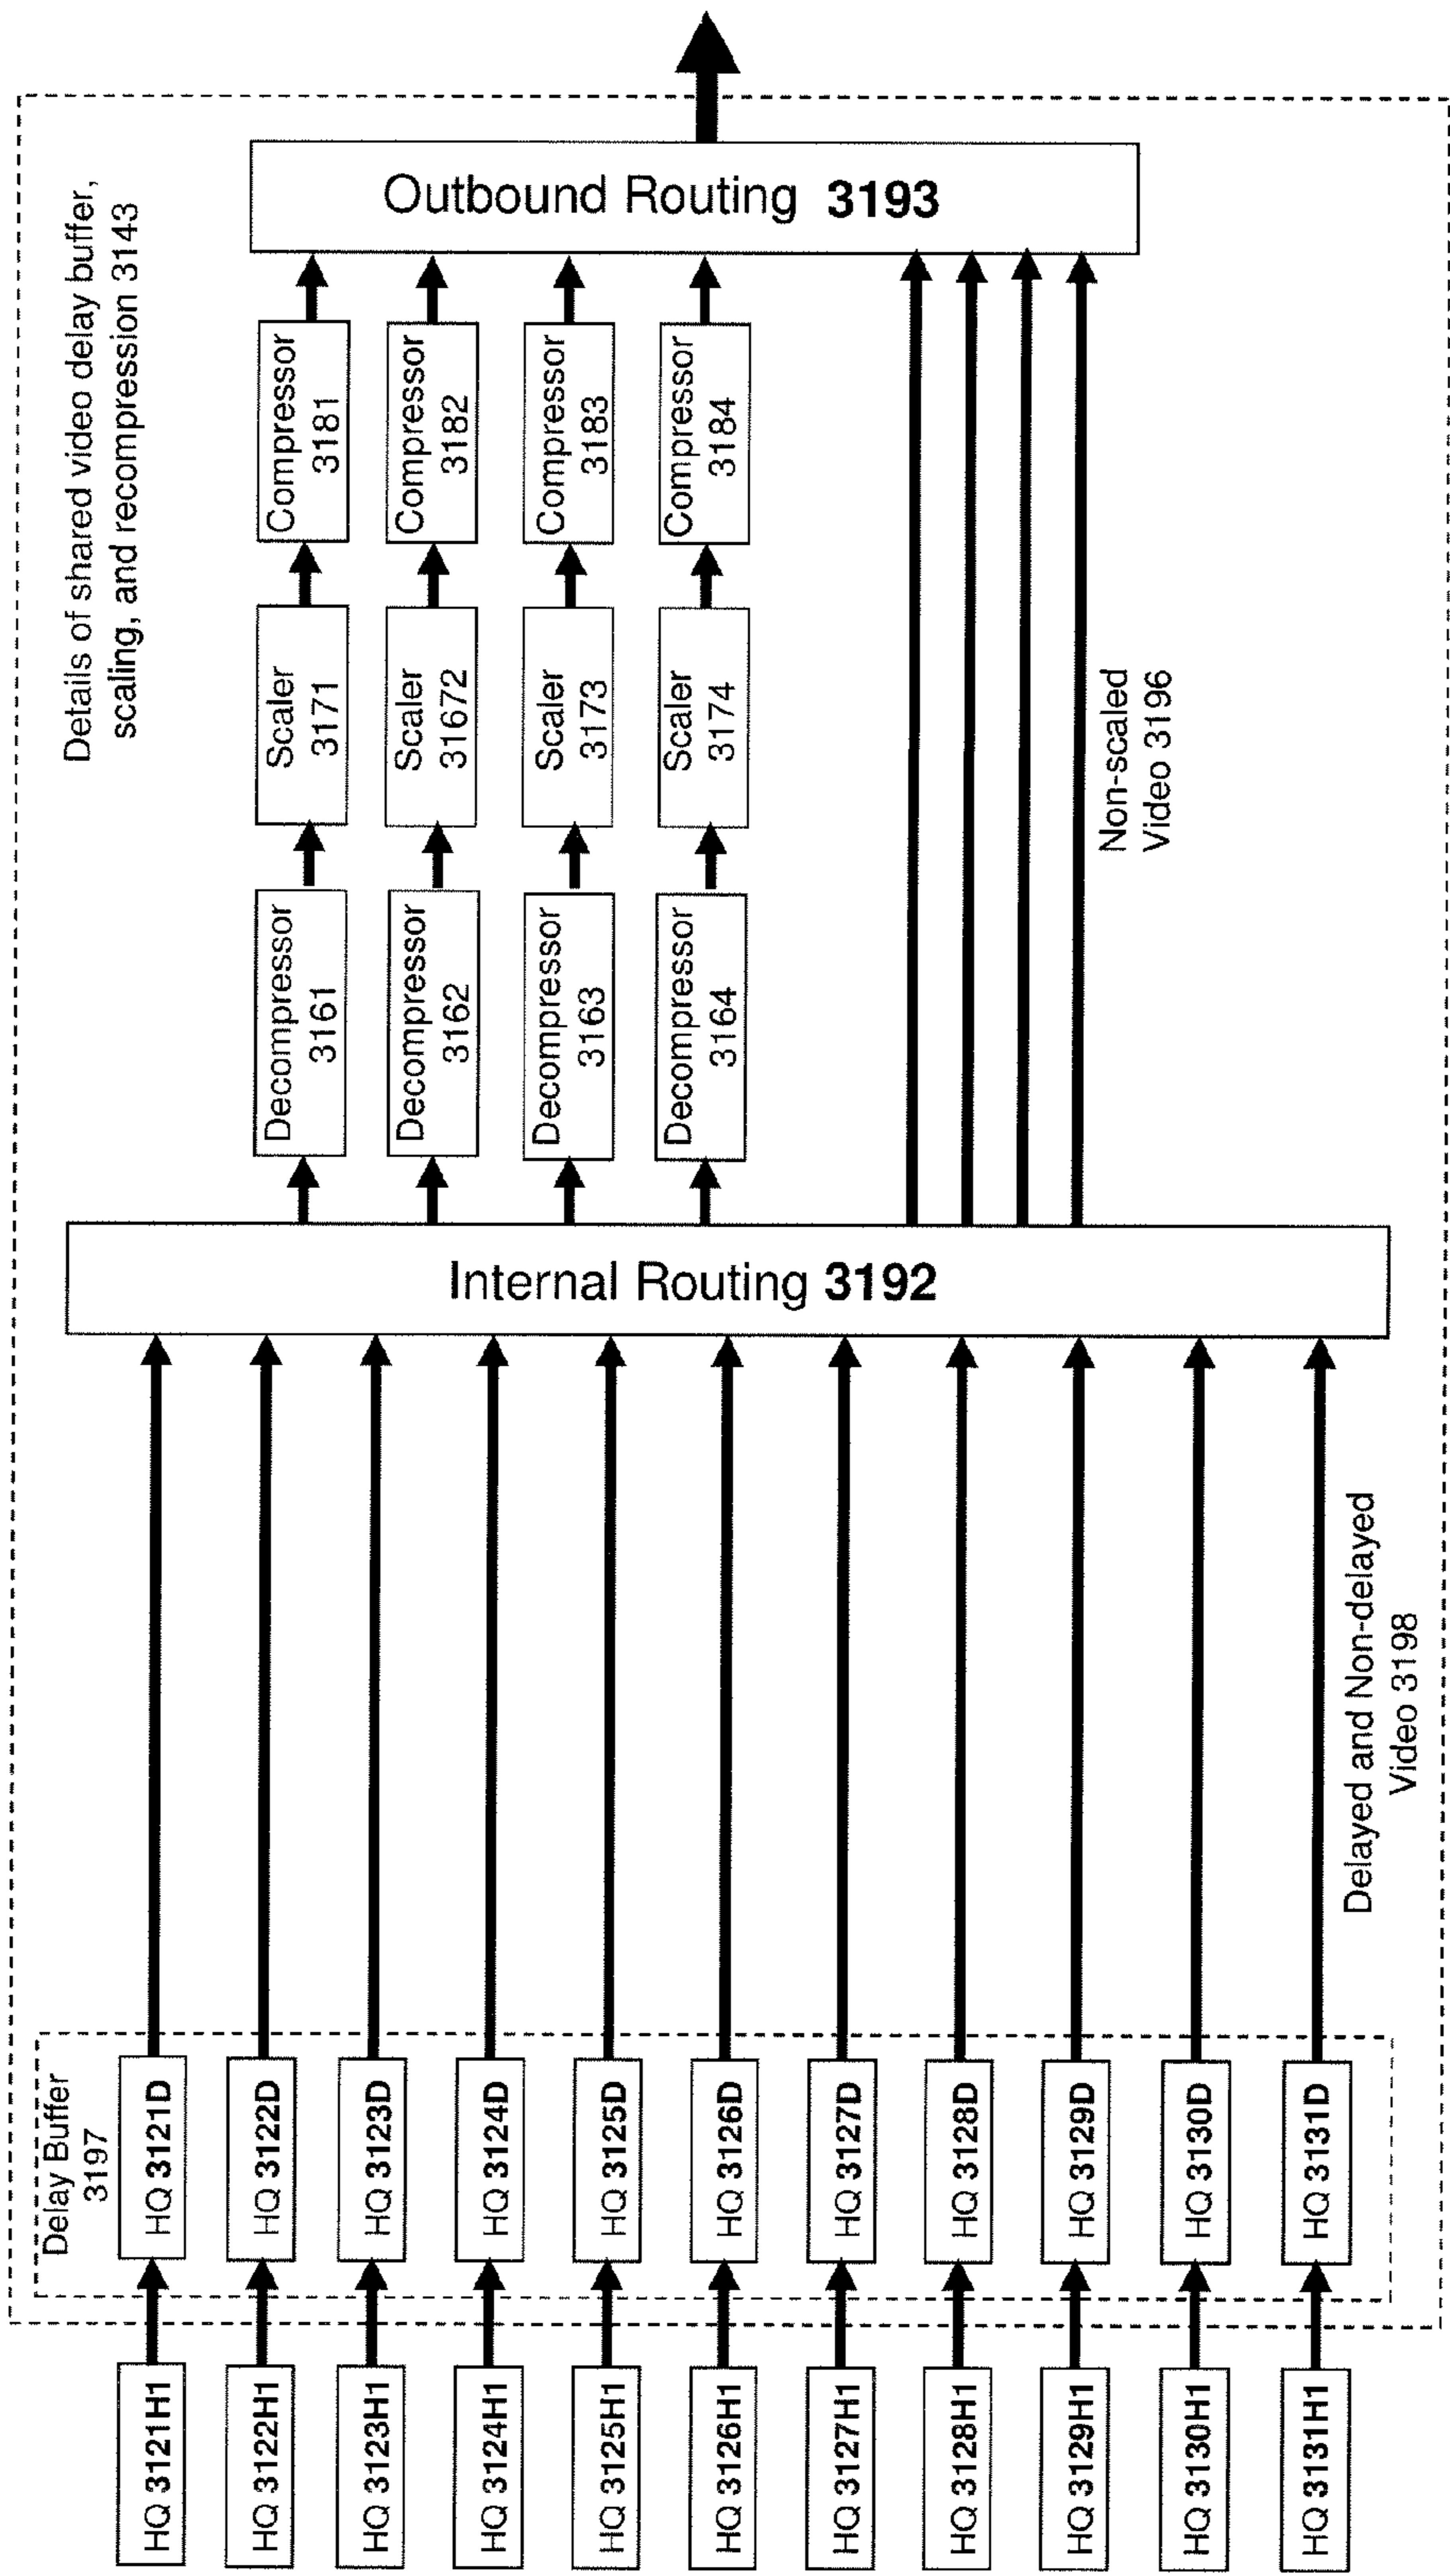 Details of shared video delay buffer,
scaling, and recompression 3143
Outbound Routing 3193
Compressor
3181
Compressor
3182
Compressor
3183
Compressor
3184
Scaler
3171
Scaler
31672
Scaler
3173
Scaler
3174
Decompressor
3161
Decompressor
3162
Decompressor
3163
Decompressor
3164
Non-scaled
Video 3196
Internal Routing 3192
Delayed and Non-delayed
Video 3198
Delay Buffer
3197
HQ 3121D
HQ 3122D
HQ 3123D
HQ 3124D
HQ 3125D
HQ 3126D
HQ 3127D
HQ 3128D
HQ 3129D
HQ 3130D
HQ 3131D
HQ 3121H1
HQ 3122H1
HQ 3123H1
HQ 3124H1
HQ 3125H1
HQ 3126H1
HQ 3127H1
HQ 3128H1
HQ 3129H1
HQ 3130H1
HQ 3131H1